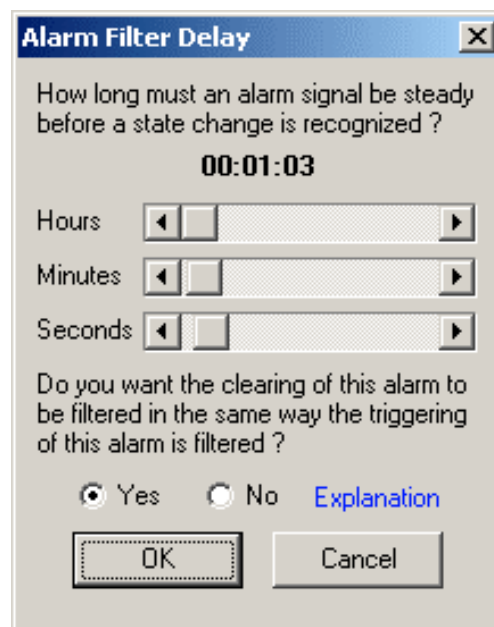 Alarm Filter Delay
How long must an alarm signal be steady
before a state change is recognized ?
00:01:03
Hours
Minutes
Seconds
Do you want the clearing of this alarm to
be filtered in the same way the triggering
of this alarm is filtered ?
Yes No Explanation
OK Cancel